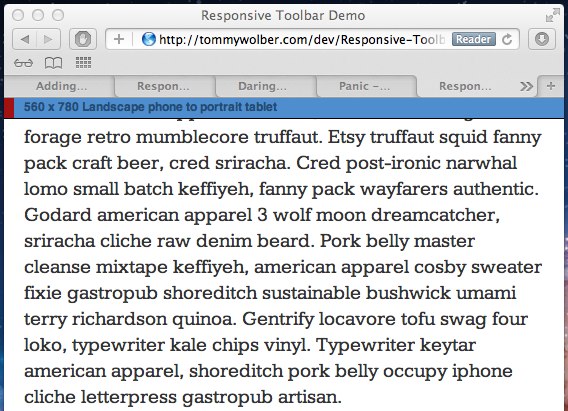 Responsive Toolbar Demo
http://tommywolber.com/dev/Responsive-Toolb
Reader
Adding...
Respon...
Daring...
Panic -...
Respon...
560 x 780 Landscape phone to portrait tablet
forage retro mumblecore truffaut. Etsy truffaut squid fanny
pack craft beer, cred sriracha. Cred post-ironic narwhal
lomo small batch keffiyeh, fanny pack wayfarers authentic.
Godard american apparel 3 wolf moon dreamcatcher,
sriracha cliche raw denim beard. Pork belly master
cleanse mixtape keffiyeh, american apparel cosby sweater
fixie gastropub shoreditch sustainable bushwick umami
terry richardson quinoa. Gentrify locavore tofu swag four
loko, typewriter kale chips vinyl. Typewriter keytar
american apparel, shoreditch pork belly occupy iphone
cliche letterpress gastropub artisan.